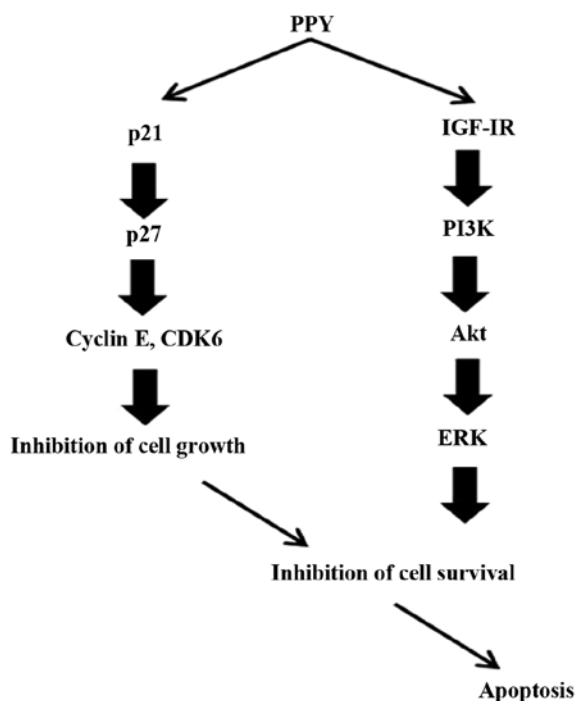 PPY
p21
IGF-IR
p27
PI3K
Cyclin E, CDK6
Akt
Inhibition of cell growth
ERK
Inhibition of cell survival
Apoptosis